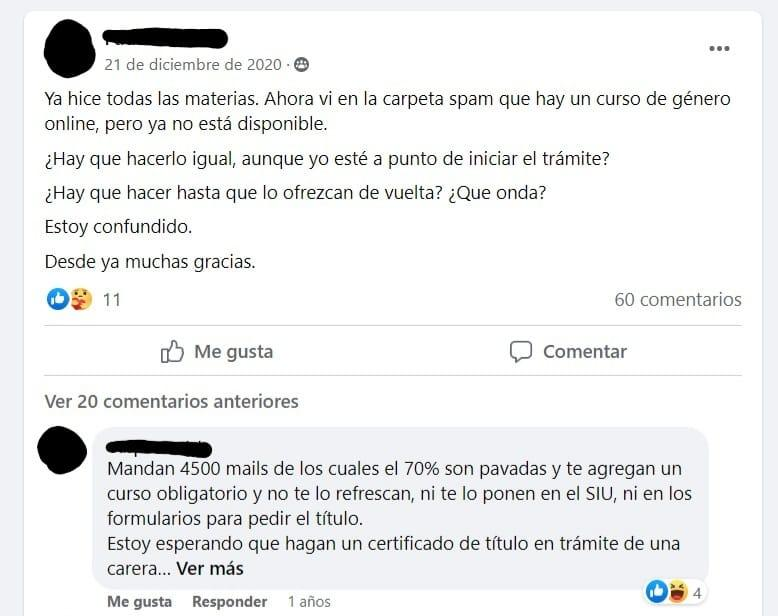 21 de diciembre de 2020 ·
Ya hice todas las materias. Ahora vi en la carpeta spam que hay un curso de género
online, pero ya no está disponible.
¿Hay que hacerlo igual, aunque yo esté a punto de iniciar el trámite?
¿Hay que hacer hasta que lo ofrezcan de vuelta? ¿Que onda?
Estoy confundido.
Desde ya muchas gracias.
11 60 comentarios
Me gusta Comentar
Ver 20 comentarios anteriores
Mandan 4500 mails de los cuales el 70% son pavadas y te agregan un
curso obligatorio y no te lo refrescan, ni te lo ponen en el SIU, ni en los
formularios para pedir el título.
Estoy esperando que hagan un certificado de título en trámite de una
carera... Ver más
4
Me gusta Responder 1 años